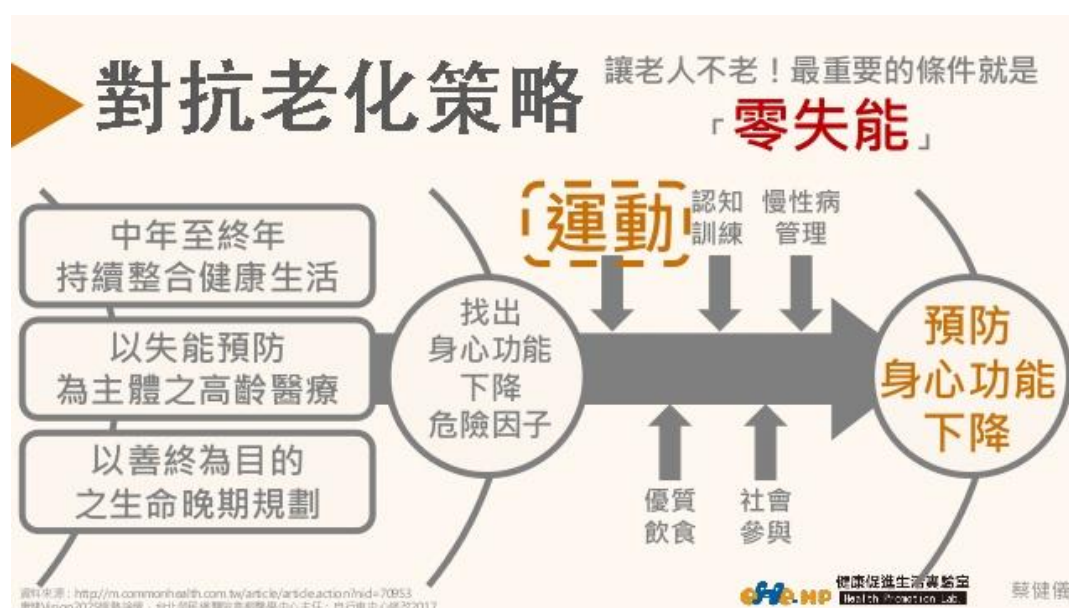 對抗老化策略
讓老人不老！最重要的條件就是
「零失能」
中年至終年
持續整合健康生活
以失能預防
為主體之高齡醫療
以善終為目的
之生命晚期規劃
找出
身心功能
下降
危險因子
運動
認知
訓練
慢性病
管理
優質
飲食
社會
參與
預防
身心功能
下降
資料來源：http://m.commonhealth.com.tw/article/article.action?nid=70953
健康促進生活實驗室
Health Promotion Lab.
蔡健儀